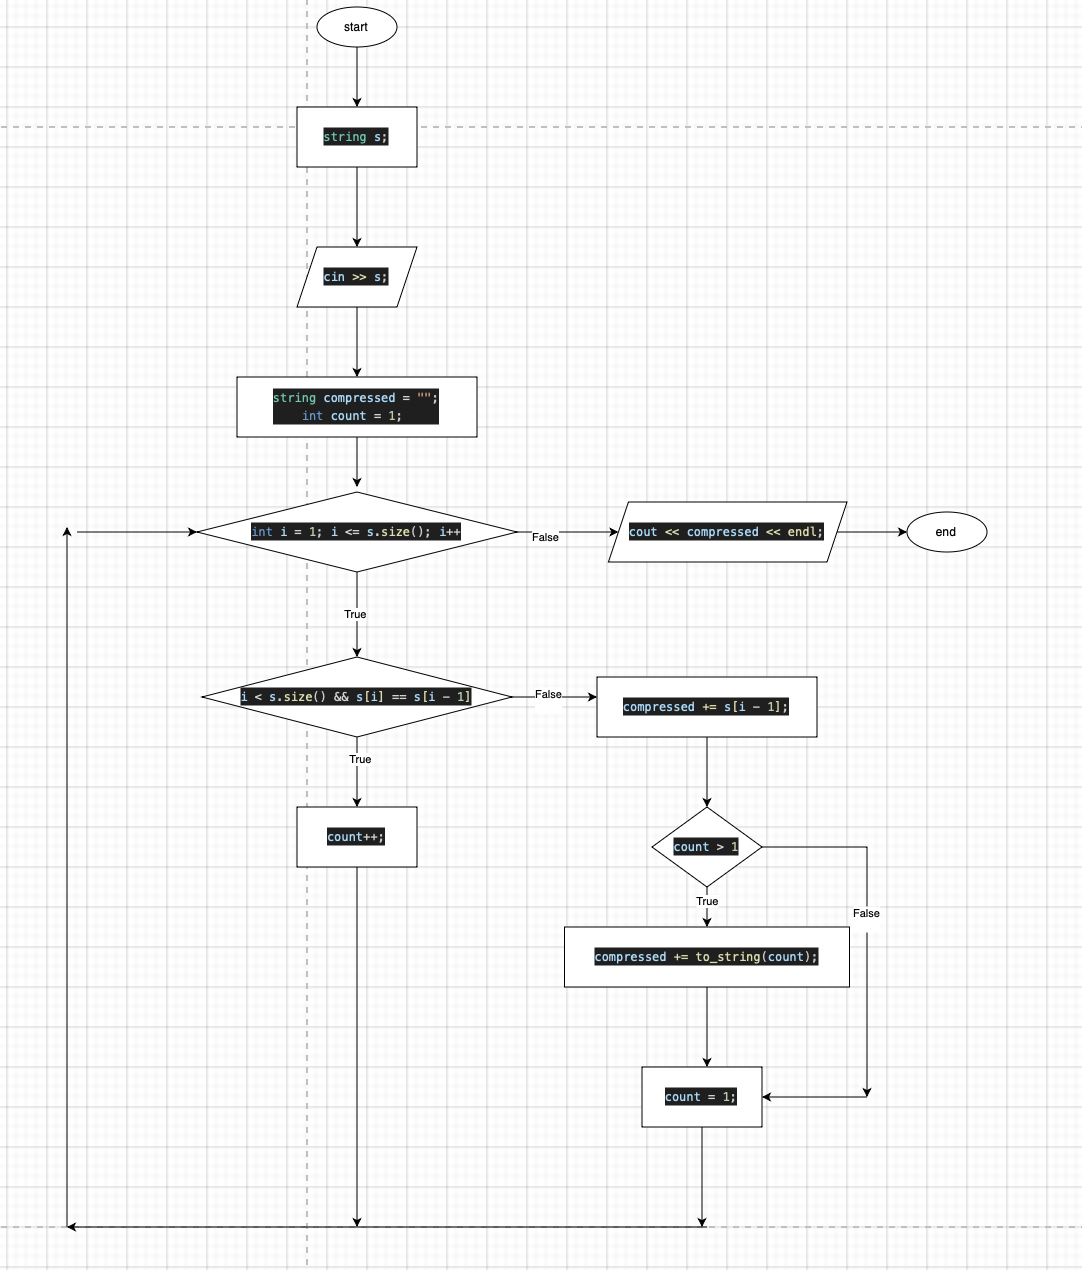 start
string s;
cin >> s;
string compressed = "";
int count = 1;
int i = 1; i <= s.size(); i++
False
cout << compressed << endl;
end
True
i < s.size() && s[i] == s[i - 1]
False
compressed += s[i - 1];
True
count++;
count > 1
True
False
compressed += to_string(count);
count = 1;